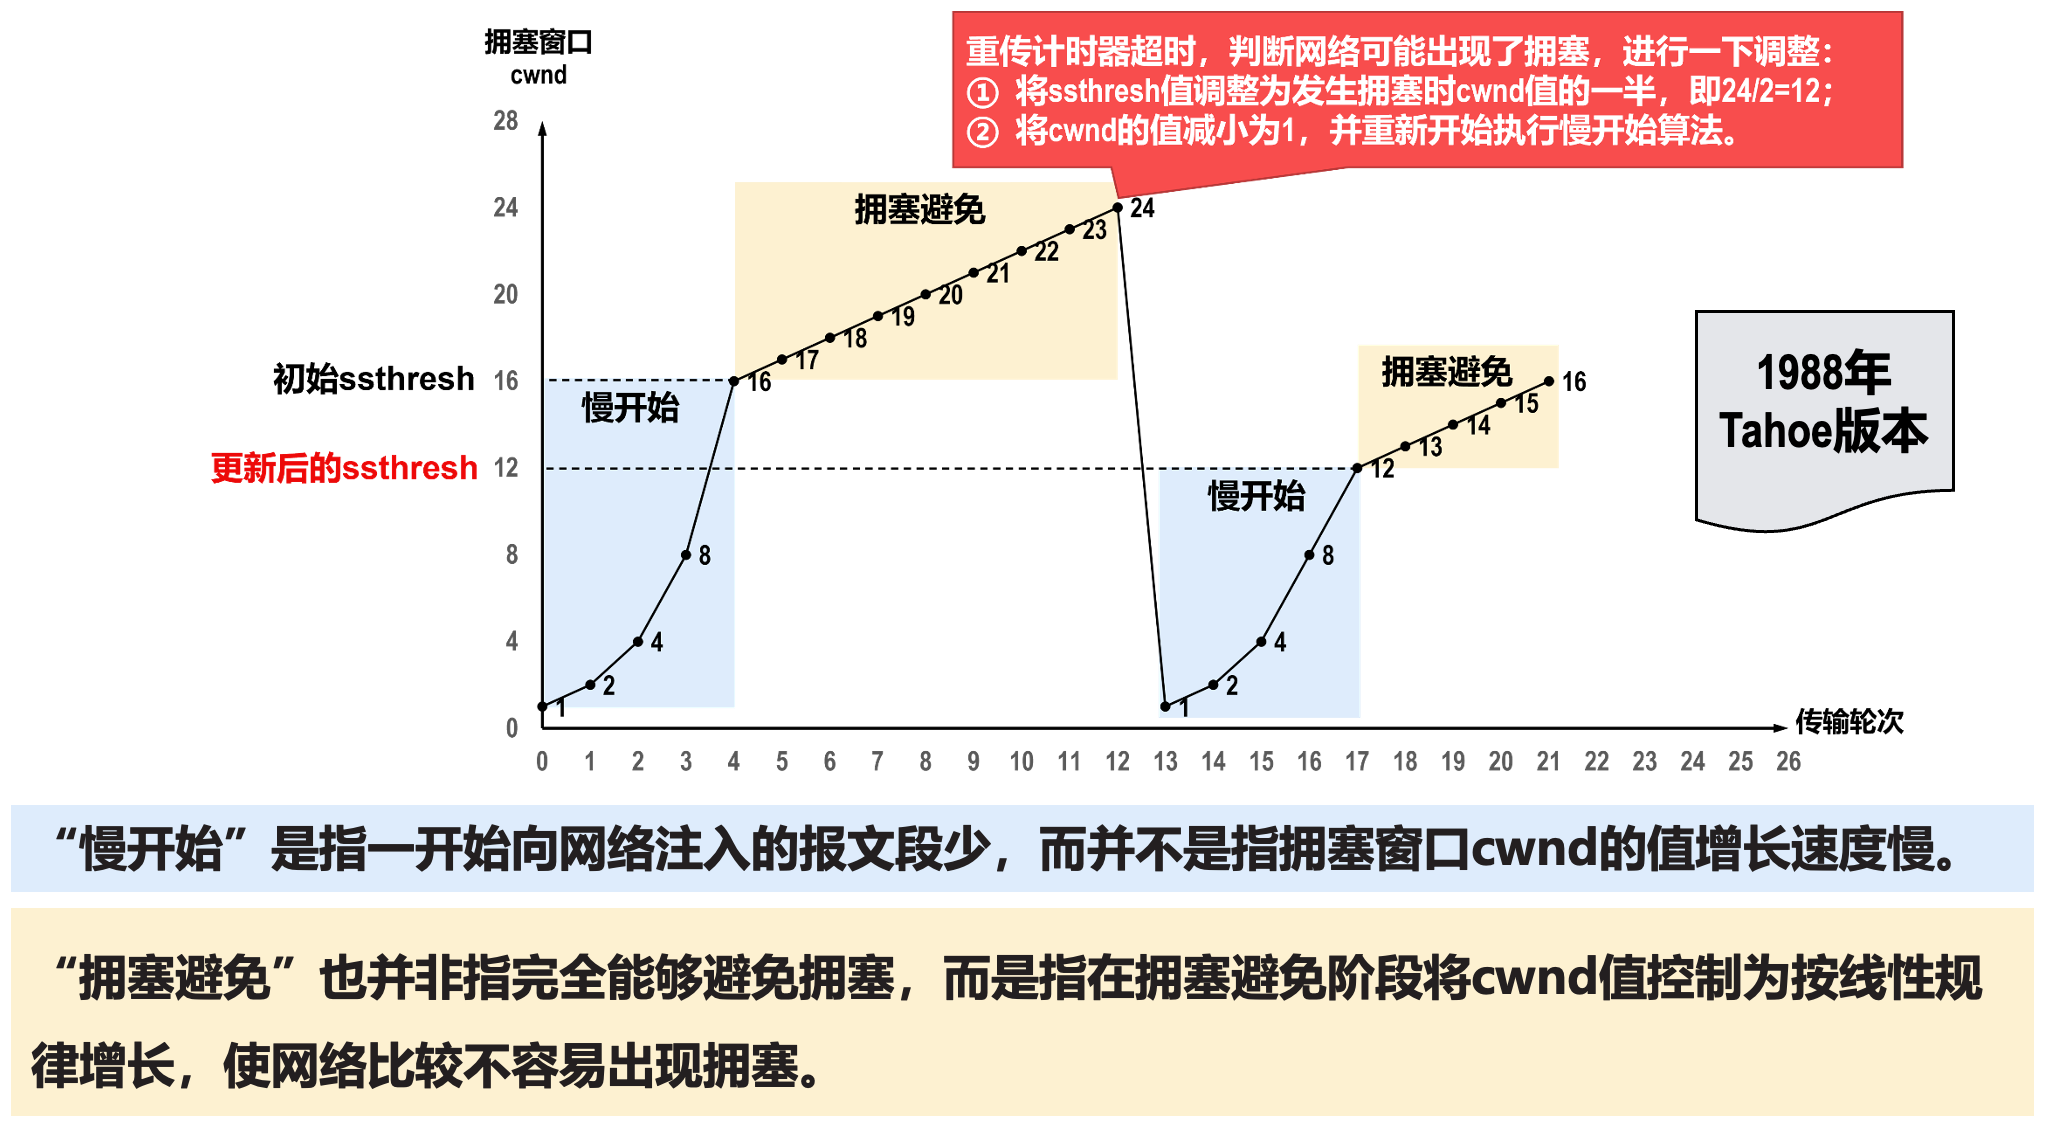 拥塞窗口
cwnd
重传计时器超时，判断网络可能出现了拥塞，进行一下调整：
① 将ssthresh值调整为发生拥塞时cwnd值的一半，即24/2=12；
② 将cwnd的值减小为1，并重新开始执行慢开始算法。
28
24
20
初始ssthresh 16
更新后的ssthresh 12
8
4
0
慢开始
拥塞避免
1
2
4
8
16
17
18
19
20
21
22
23
24
慢开始
拥塞避免
1
2
4
8
12
13
14
15
16
1988年
Tahoe版本
传输轮次
0 1 2 3 4 5 6 7 8 9 10 11 12 13 14 15 16 17 18 19 20 21 22 23 24 25 26
“慢开始”是指一开始向网络注入的报文段少，而并不是指拥塞窗口cwnd的值增长速度慢。
“拥塞避免”也并非指完全能够避免拥塞，而是指在拥塞避免阶段将cwnd值控制为按线性规
律增长，使网络比较不容易出现拥塞。